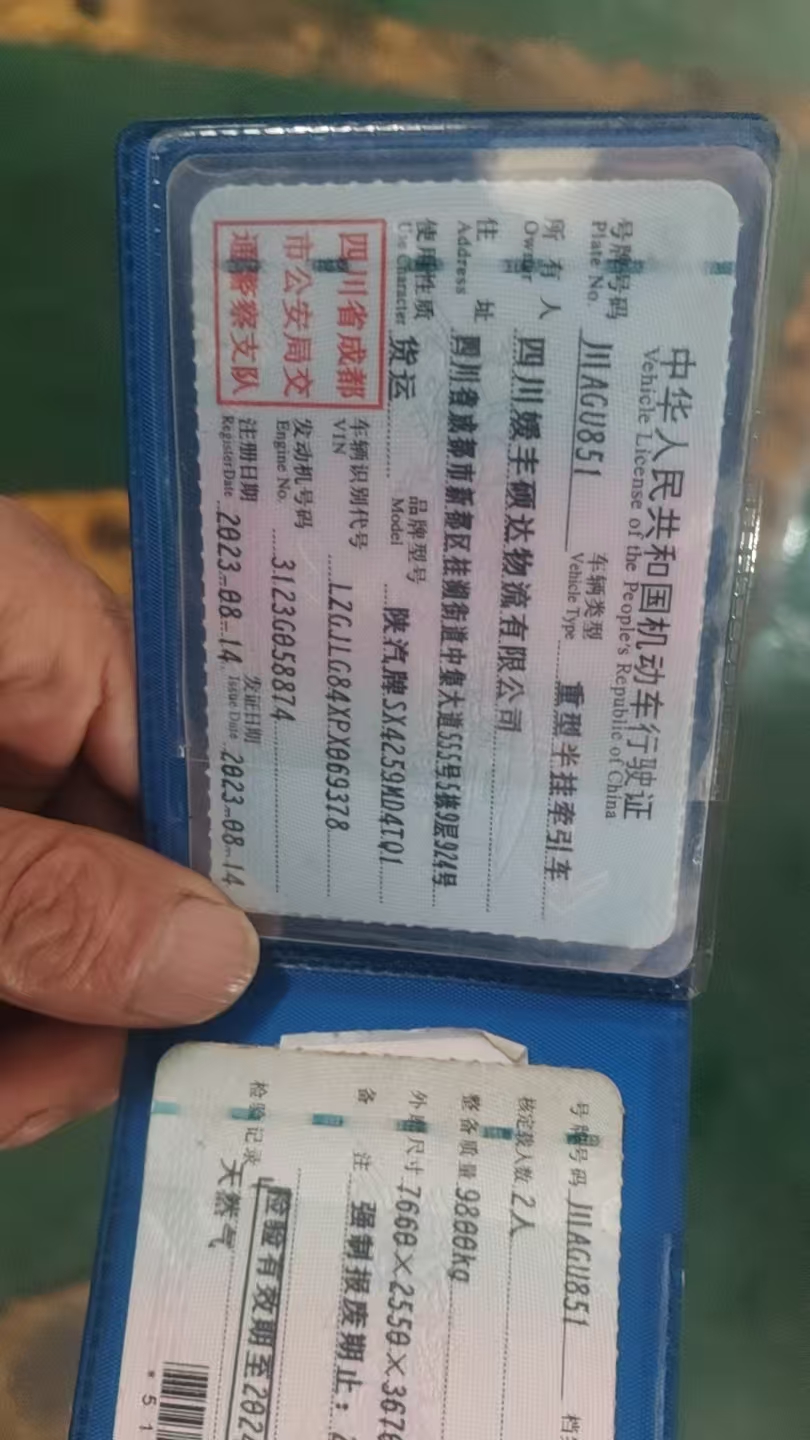 中华人民共和国机动车行驶证
Vehicle License of the People's Republic of China
号牌号码 川AGU851 车辆类型 重型半挂牵引车
Plate No. Vehicle Type
所有人 四川媛丰硕达物流有限公司
Owner
住址 四川省成都市新都区桂湖街道中集大道555号5栋9层924号
Address
使用性质 货运 品牌型号 陕汽牌SX4259MD4TQ1
Use Character Model
四川省成都
市公安局交
通警察支队
车辆识别代号 LZGJLG84XPX069378
VIN
发动机号码 3123G058874
Engine No.
注册日期 2023-08-14 发证日期 2023-08-14
Register Date Issue Date
号牌号码 川AGU851
核定载人数 2人
整备质量 9800kg
外廓尺寸 7660×2550×3676
备注 强制报废期止：
检验有效期至2024
检验记录
天然气
*51